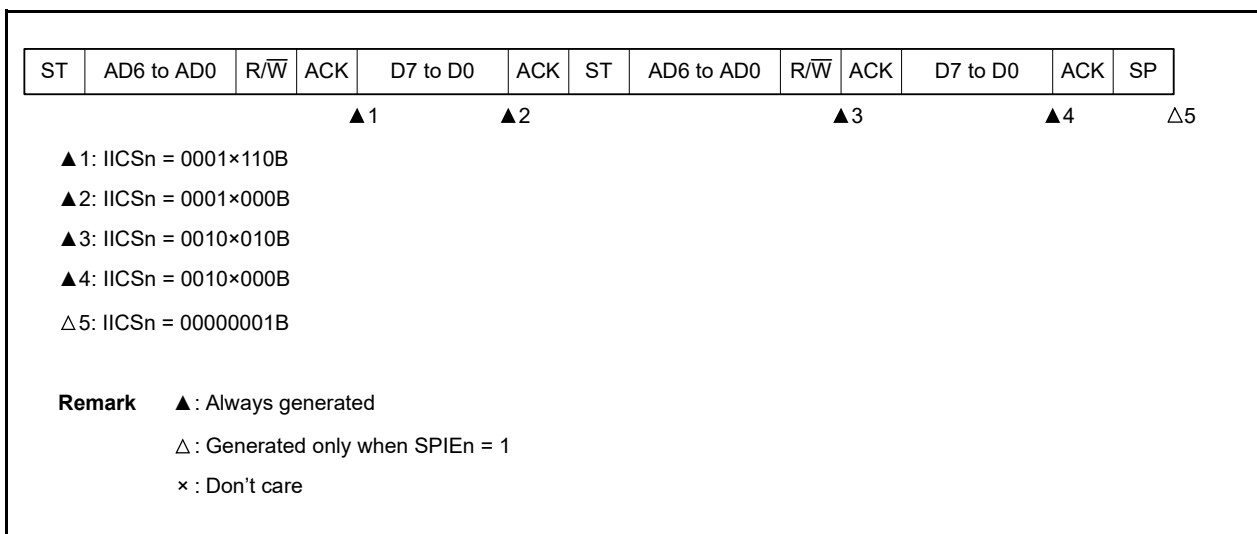 ST AD6 to AD0 R/W̅ ACK D7 to D0 ACK ST AD6 to AD0 R/W̅ ACK D7 to D0 ACK SP
▲1 ▲2 ▲3 ▲4 △5
▲1: IICSn = 0001×110B
▲2: IICSn = 0001×000B
▲3: IICSn = 0010×010B
▲4: IICSn = 0010×000B
△5: IICSn = 00000001B
Remark ▲: Always generated
△: Generated only when SPIEn = 1
×: Don't care